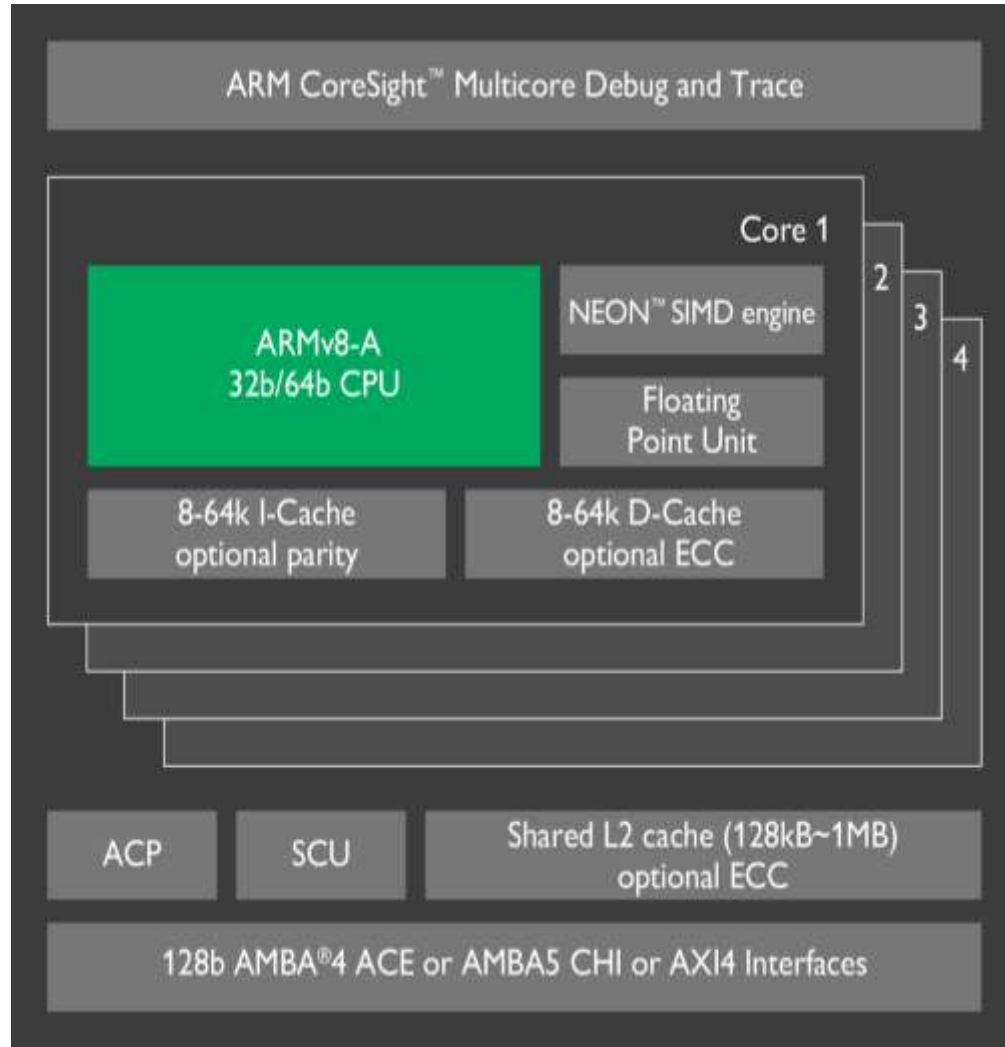 ARM CoreSight™ Multicore Debug and Trace
Core 1
2
3
4
ARMv8-A
32b/64b CPU
NEON™ SIMD engine
Floating
Point Unit
8-64k I-Cache
optional parity
8-64k D-Cache
optional ECC
ACP
SCU
Shared L2 cache (128kB~1MB)
optional ECC
128b AMBA®4 ACE or AMBA5 CHI or AXI4 Interfaces